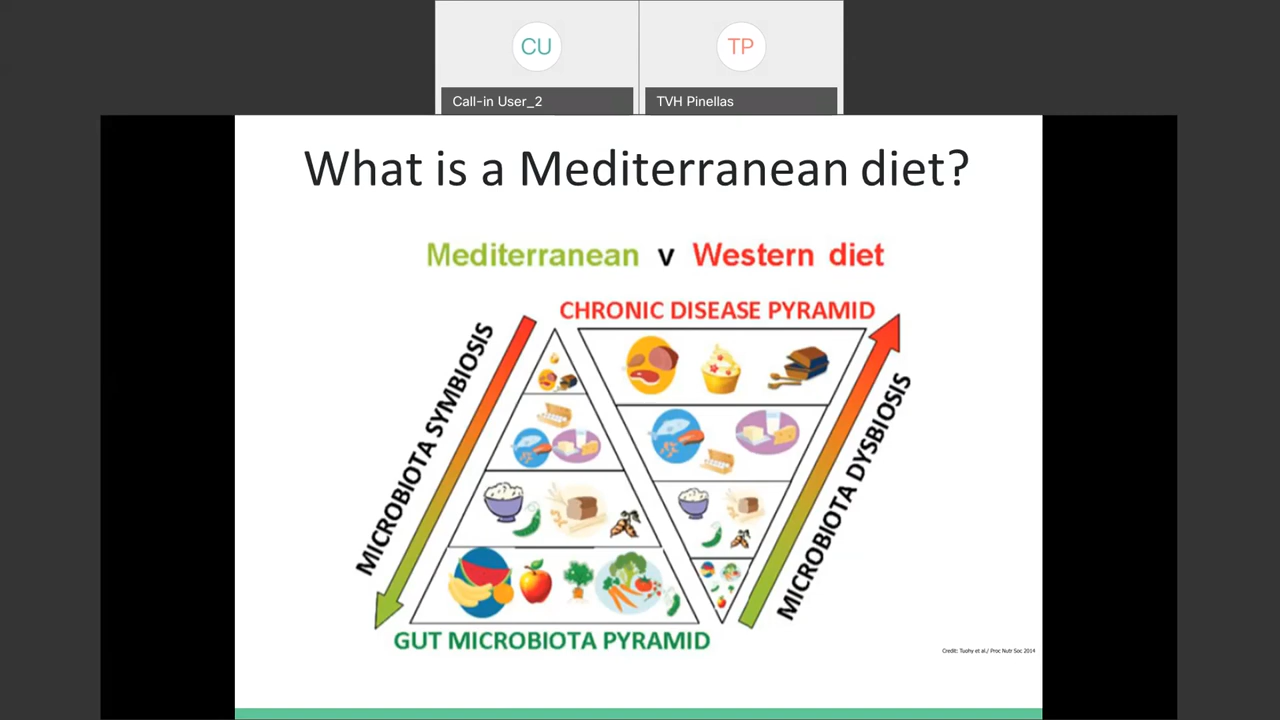 CU
TP
Call-in User_2
TVH Pinellas
What is a Mediterranean diet?
Mediterranean v Western diet
CHRONIC DISEASE PYRAMID
MICROBIOTA SYMBIOSIS
MICROBIOTA DYSBIOSIS
GUT MICROBIOTA PYRAMID
Credit: Tuohy et al./ Proc Nutr Soc 2014